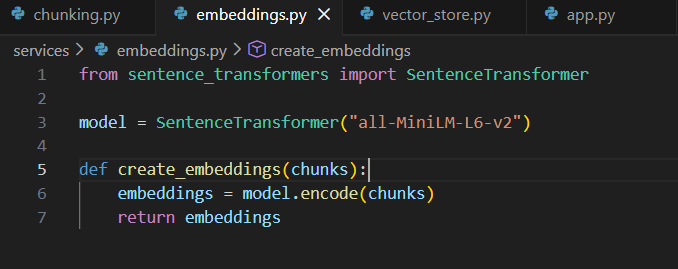 chunking.py embeddings.py vector_store.py app.py
services > embeddings.py > create_embeddings
1 from sentence_transformers import SentenceTransformer
2
3 model = SentenceTransformer("all-MiniLM-L6-v2")
4
5 def create_embeddings(chunks):
6     embeddings = model.encode(chunks)
7     return embeddings